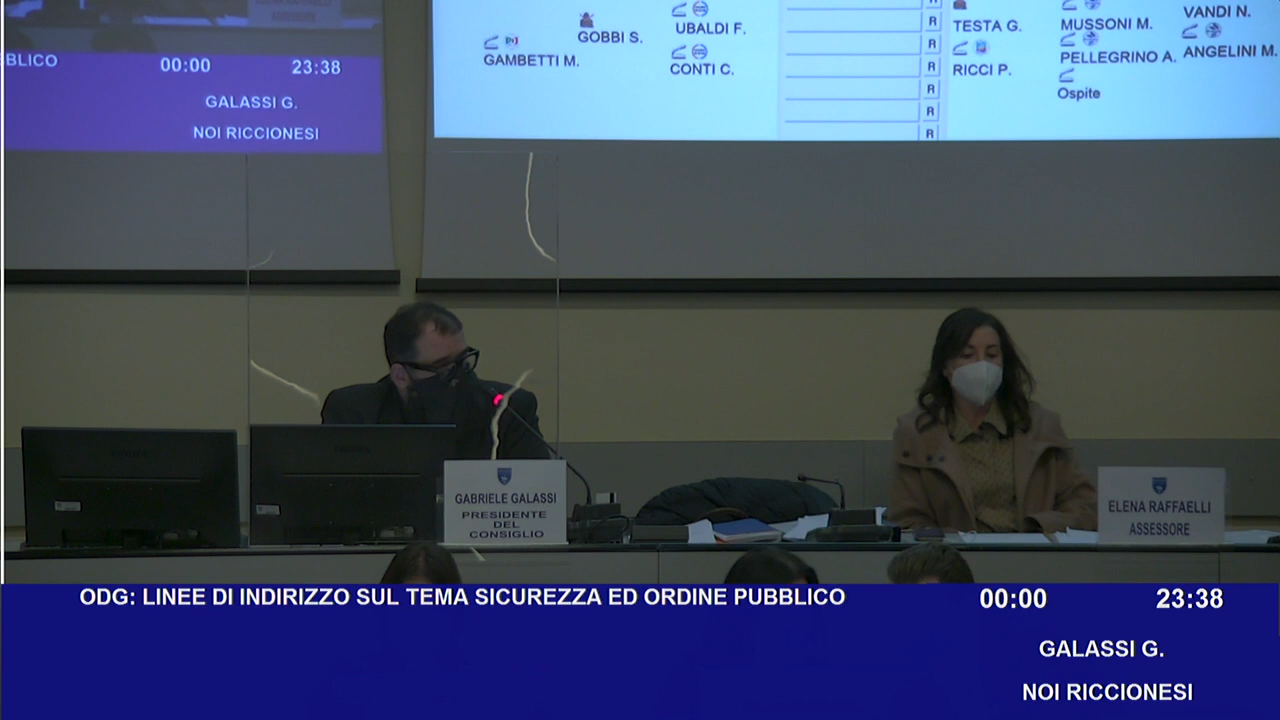 BLICO
00:00
23:38
GALASSI G.
NOI RICCIONESI
GAMBETTI M.
GOBBI S.
UBALDI F.
CONTI C.
R
R
R
R
R
R
R
TESTA G.
RICCI P.
MUSSONI M.
PELLEGRINO A.
Ospite
VANDI N.
ANGELINI M.
GABRIELE GALASSI
PRESIDENTE
DEL
CONSIGLIO
ELENA RAFFAELLI
ASSESSORE
ODG: LINEE DI INDIRIZZO SUL TEMA SICUREZZA ED ORDINE PUBBLICO
00:00
23:38
GALASSI G.
NOI RICCIONESI